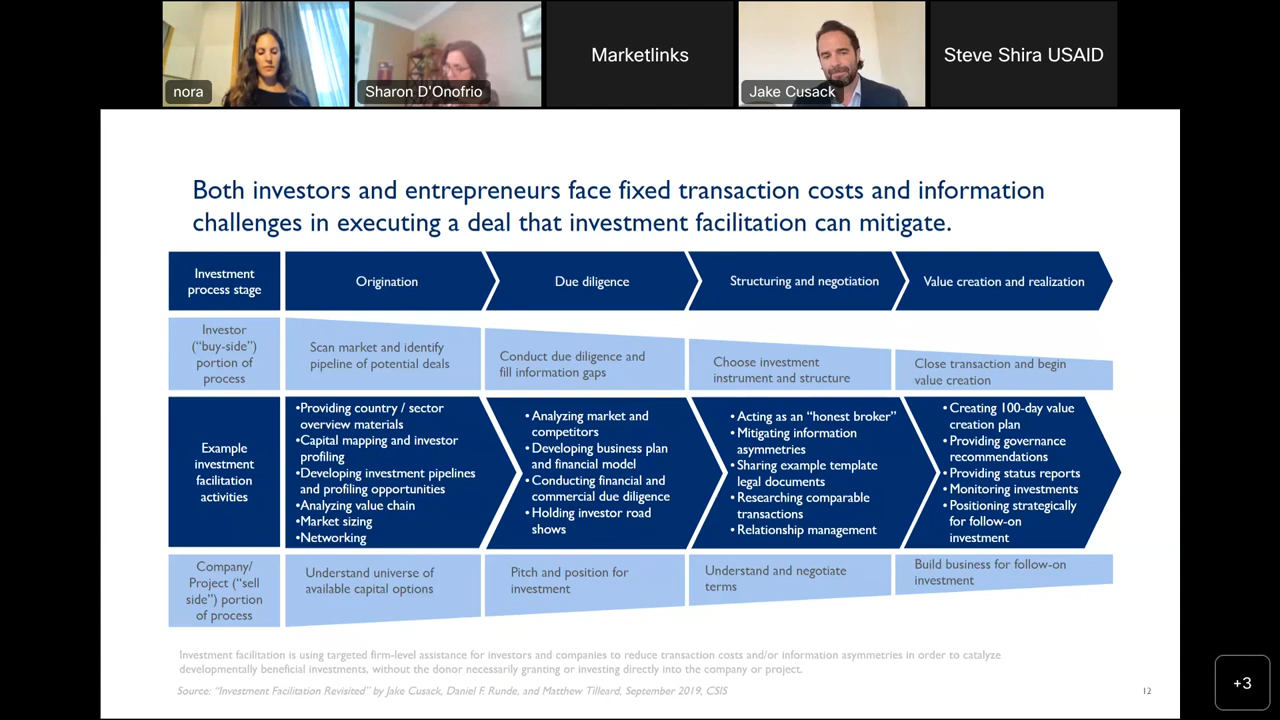 nora
Sharon D'Onofrio
Marketlinks
Jake Cusack
Steve Shira USAID
Both investors and entrepreneurs face fixed transaction costs and information
challenges in executing a deal that investment facilitation can mitigate.
Investment
process stage
Origination
Due diligence
Structuring and negotiation
Value creation and realization
Investor
(“buy-side”)
portion of
process
Scan market and identify
pipeline of potential deals
Conduct due diligence and
fill information gaps
Choose investment
instrument and structure
Close transaction and begin
value creation
Example
investment
facilitation
activities
•Providing country / sector
overview materials
•Capital mapping and investor
profiling
•Developing investment pipelines
and profiling opportunities
•Analyzing value chain
•Market sizing
•Networking
•Analyzing market and
competitors
•Developing business plan
and financial model
•Conducting financial and
commercial due diligence
•Holding investor road
shows
•Acting as an “honest broker”
•Mitigating information
asymmetries
•Sharing example template
legal documents
•Researching comparable
transactions
•Relationship management
•Creating 100-day value
creation plan
•Providing governance
recommendations
•Providing status reports
•Monitoring investments
•Positioning strategically
for follow-on
investment
Company/
Project (“sell
side”) portion
of process
Understand universe of
available capital options
Pitch and position for
investment
Understand and negotiate
terms
Build business for follow-on
investment
Investment facilitation is using targeted firm-level assistance for investors and companies to reduce transaction costs and/or information asymmetries in order to catalyze
developmentally beneficial investments, without the donor necessarily granting or investing directly into the company or project.
Source: “Investment Facilitation Revisited” by Jake Cusack, Daniel F. Runde, and Matthew Tilleard, September 2019, CSIS
12
+3